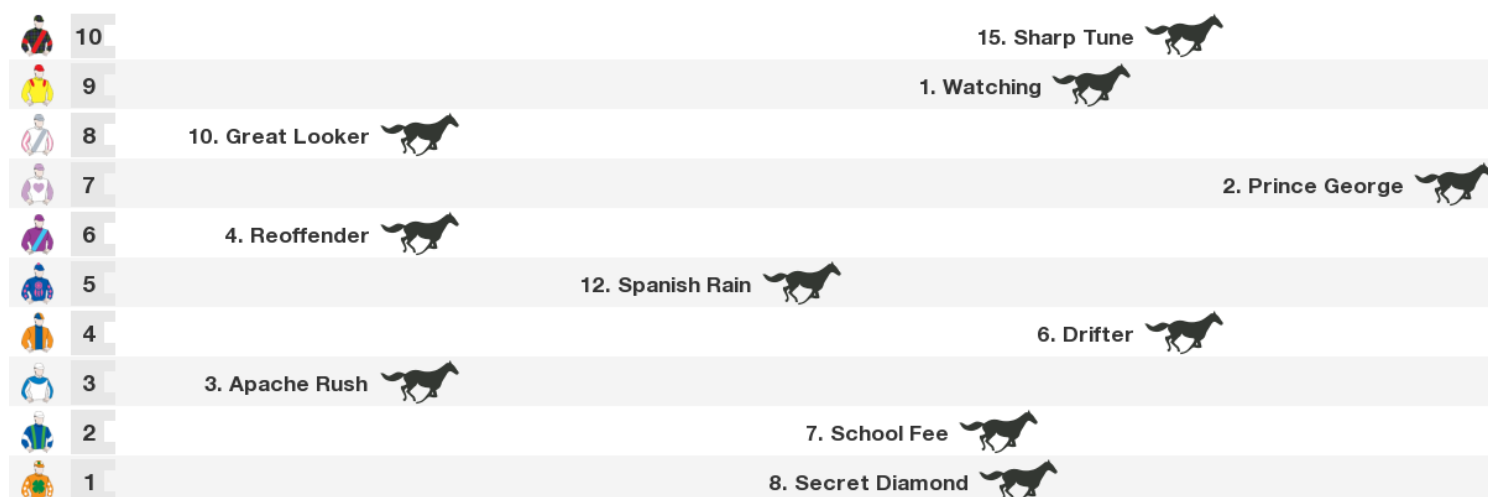 10 15. Sharp Tune
9 1. Watching
8 10. Great Looker
7 2. Prince George
6 4. Reoffender
5 12. Spanish Rain
4 6. Drifter
3 3. Apache Rush
2 7. School Fee
1 8. Secret Diamond